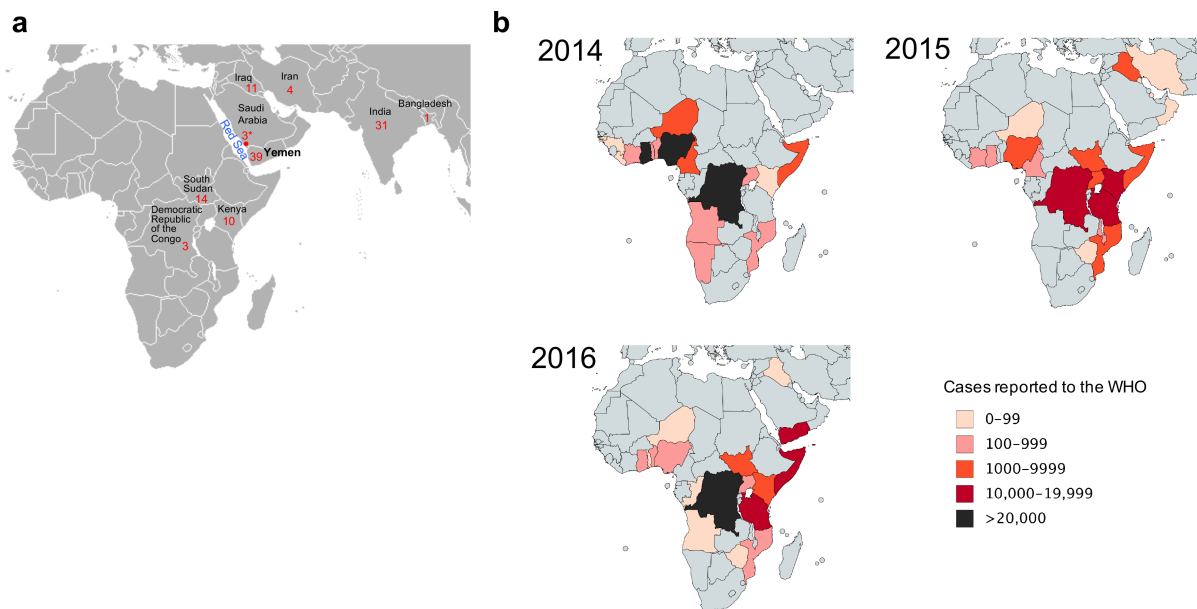 a
Iraq
11
Iran
4
Saudi
Arabia
3*
Red Sea
39 Yemen
India
31
Bangladesh
1
South
Sudan
14
Democratic
Republic
of the
Congo
3
Kenya
10
b
2014
2015
2016
Cases reported to the WHO
0–99
100–999
1000–9999
10,000–19,999
>20,000